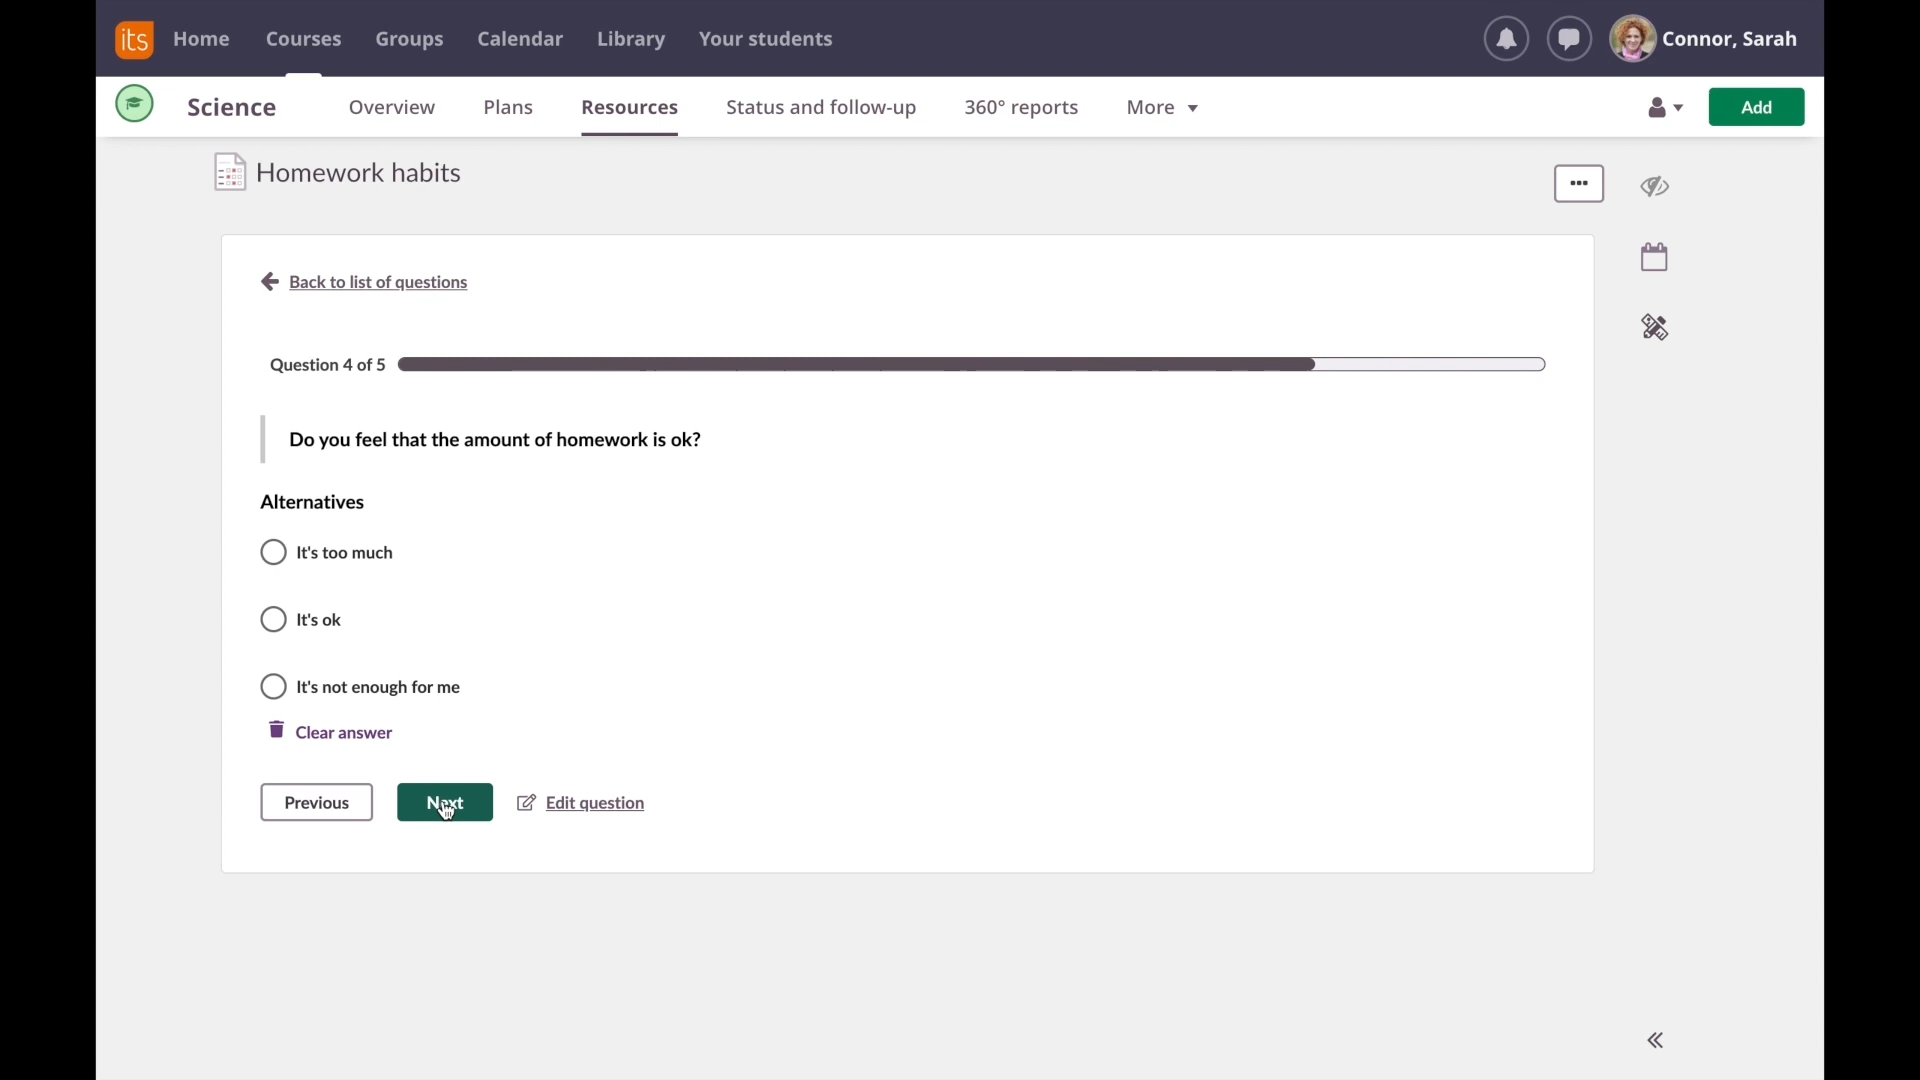 its Home Courses Groups Calendar Library Your students Connor, Sarah
Science Overview Plans Resources Status and follow-up 360° reports More Add
Homework habits
Back to list of questions
Question 4 of 5
Do you feel that the amount of homework is ok?
Alternatives
It's too much
It's ok
It's not enough for me
Clear answer
Previous Next Edit question